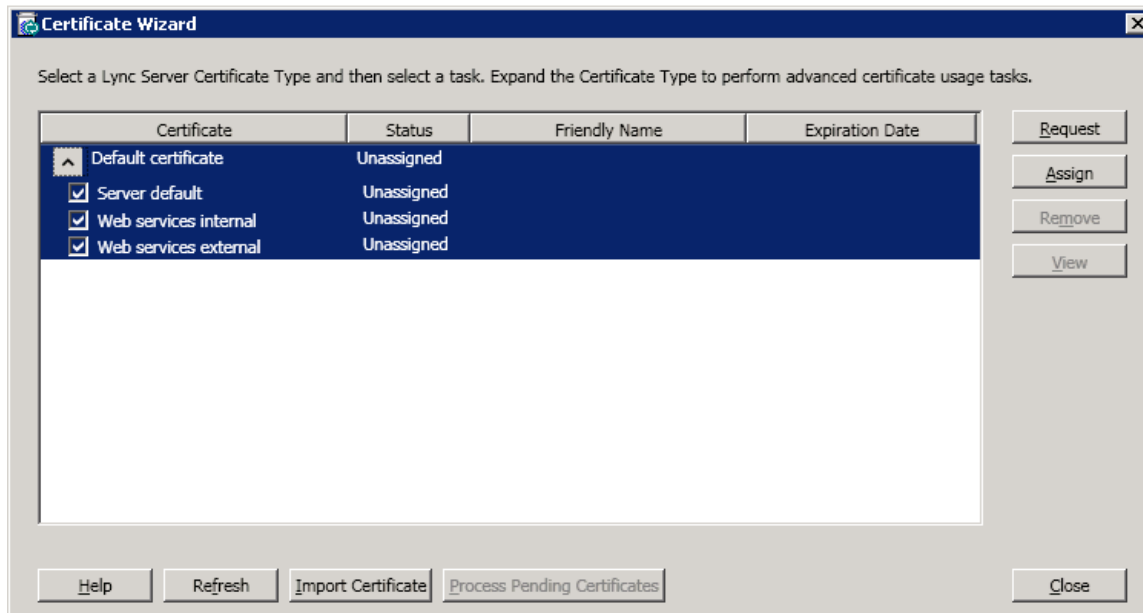 Certificate Wizard
Select a Lync Server Certificate Type and then select a task. Expand the Certificate Type to perform advanced certificate usage tasks.
Certificate Status Friendly Name Expiration Date
Default certificate Unassigned
Server default Unassigned
Web services internal Unassigned
Web services external Unassigned
Request
Assign
Remove
View
Help Refresh Import Certificate Process Pending Certificates Close